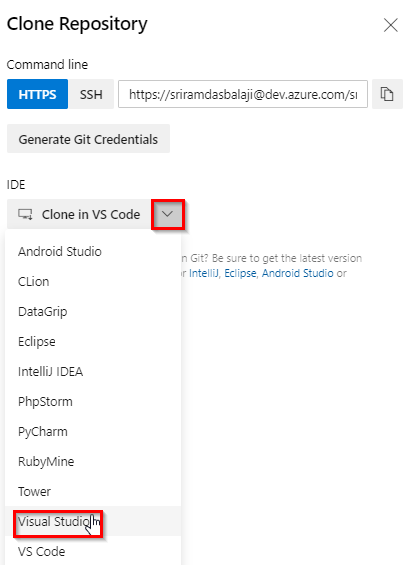 Clone Repository
Command line
HTTPS
SSH
https://sriramdasbalaji@dev.azure.com/sr
Generate Git Credentials
IDE
Clone in VS Code
Android Studio
n Git? Be sure to get the latest version
CLion
r IntelliJ, Eclipse, Android Studio or
DataGrip
Eclipse
IntelliJ IDEA
PhpStorm
PyCharm
RubyMine
Tower
Visual Studio
VS Code